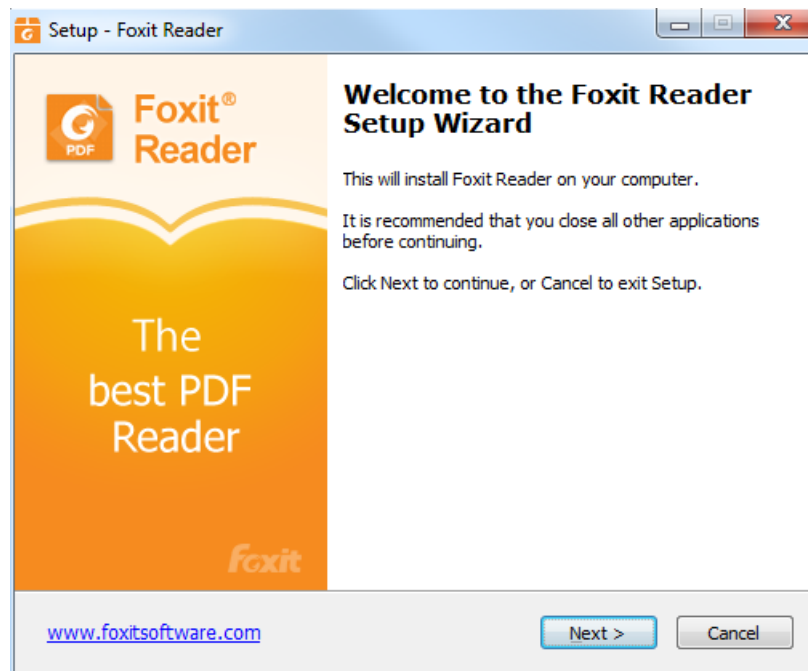 Setup - Foxit Reader
Foxit®
Reader
PDF
The
best PDF
Reader
foxit
Welcome to the Foxit Reader
Setup Wizard
This will install Foxit Reader on your computer.
It is recommended that you close all other applications
before continuing.
Click Next to continue, or Cancel to exit Setup.
www.foxitsoftware.com
Next >
Cancel